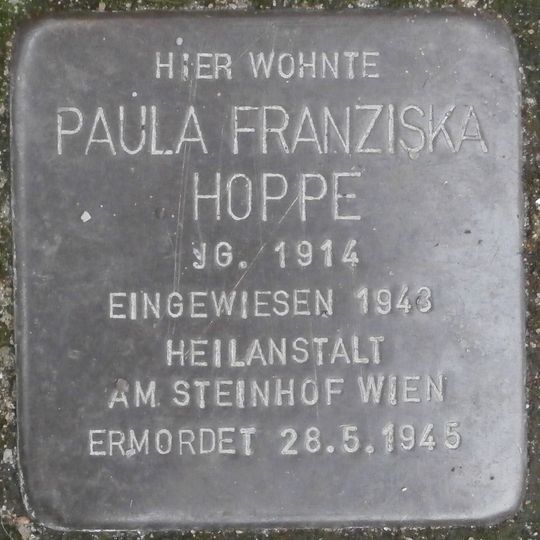 HIER WOHNTE
PAULA FRANZISKA
HOPPE
JG. 1914
EINGEWIESEN 1943
HEILANSTALT
AM STEINHOF WIEN
ERMORDET 28.5.1945